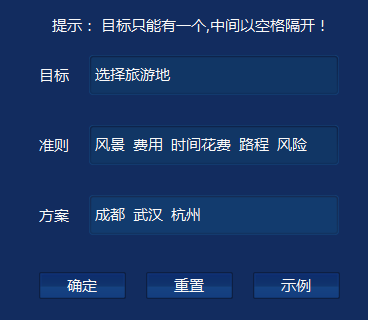 提示： 目标只能有一个,中间以空格隔开！
目标 选择旅游地
准则 风景 费用 时间花费 路程 风险
方案 成都 武汉 杭州
确定 重置 示例